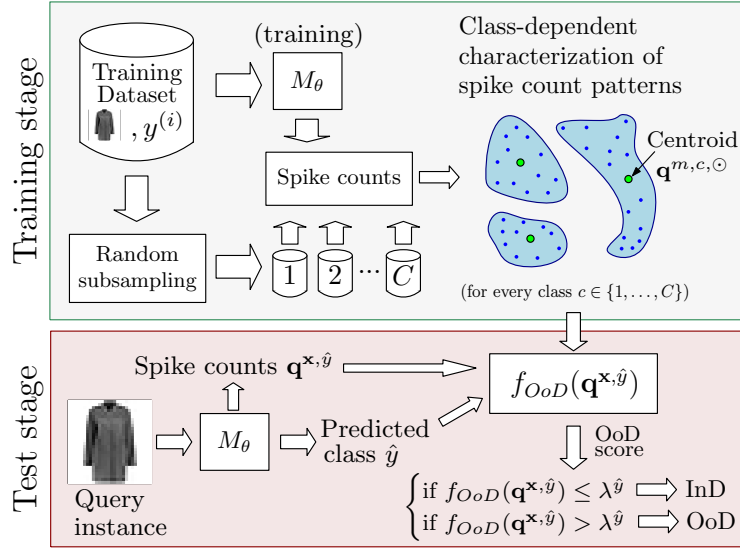 Training stage
Training
Dataset
, y^{(i)}
(training)
M_θ
Spike counts
Random
subsampling
1 2 ... C
Class-dependent
characterization of
spike count patterns
Centroid
q^{m,c,⊙}
(for every class c ∈ {1, ..., C})
Test stage
Spike counts q^{x,ŷ}
M_θ
Predicted
class ŷ
Query
instance
f_{OoD}(q^{x,ŷ})
OoD
score
if f_{OoD}(q^{x,ŷ}) ≤ λ^{ŷ} InD
if f_{OoD}(q^{x,ŷ}) > λ^{ŷ} OoD